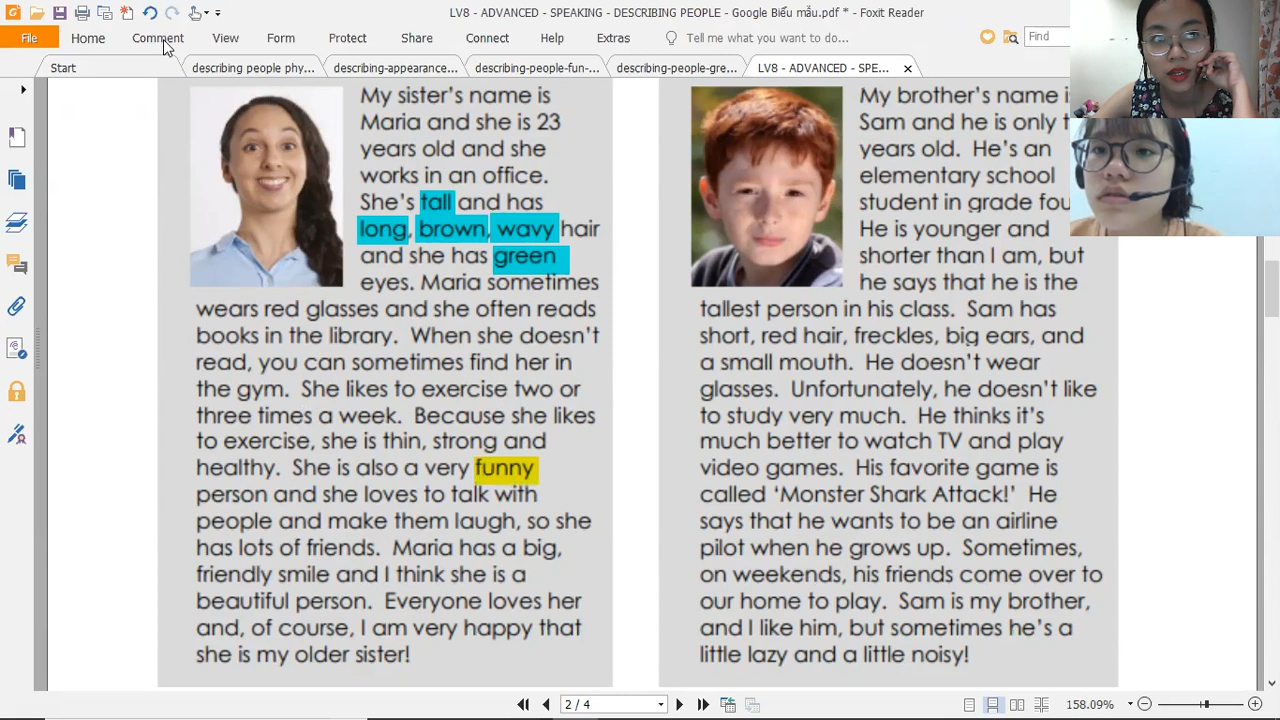 LV8 - ADVANCED - SPEAKING - DESCRIBING PEOPLE - Google Biểu mẫu.pdf * - Foxit Reader
File Home Comment View Form Protect Share Connect Help Extras Tell me what you want to do... Find
Start describing people phy... describing-appearance... describing-people-fun-... describing-people-gre... LV8 - ADVANCED - SPE...
My sister's name is
Maria and she is 23
years old and she
works in an office.
She's tall and has
long, brown, wavy hair
and she has green
eyes. Maria sometimes
wears red glasses and she often reads
books in the library. When she doesn't
read, you can sometimes find her in
the gym. She likes to exercise two or
three times a week. Because she likes
to exercise, she is thin, strong and
healthy. She is also a very funny
person and she loves to talk with
people and make them laugh, so she
has lots of friends. Maria has a big,
friendly smile and I think she is a
beautiful person. Everyone loves her
and, of course, I am very happy that
she is my older sister!
My brother's name
Sam and he is only
years old. He's an
elementary school
student in grade
He is younger and
shorter than I am, but
he says that he is the
tallest person in his class. Sam has
short, red hair, freckles, big ears, and
a small mouth. He doesn't wear
glasses. Unfortunately, he doesn't like
to study very much. He thinks it's
much better to watch TV and play
video games. His favorite game is
called 'Monster Shark Attack!' He
says that he wants to be an airline
pilot when he grows up. Sometimes,
on weekends, his friends come over to
our home to play. Sam is my brother,
and I like him, but sometimes he's a
little lazy and a little noisy!
2 / 4
158.09%